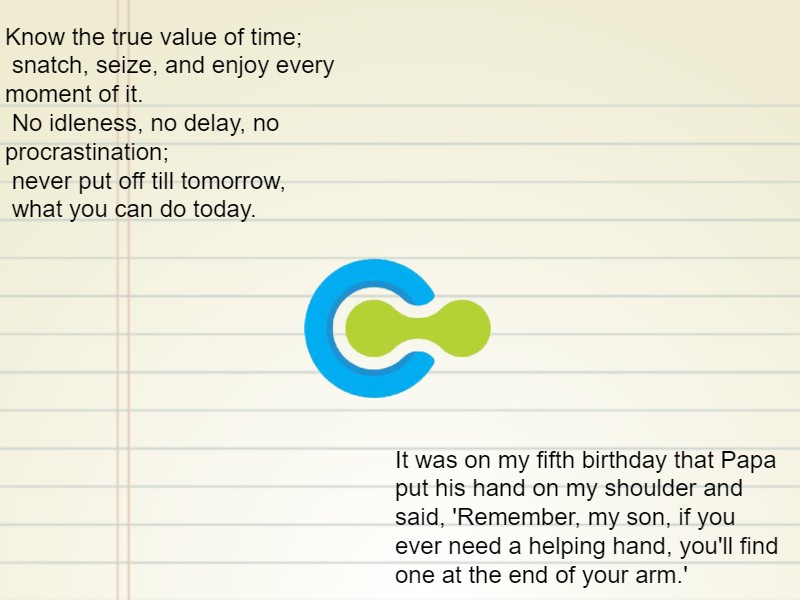 Know the true value of time;
snatch, seize, and enjoy every
moment of it.
No idleness, no delay, no
procrastination;
never put off till tomorrow,
what you can do today.
It was on my fifth birthday that Papa
put his hand on my shoulder and
said, 'Remember, my son, if you
ever need a helping hand, you'll find
one at the end of your arm.'